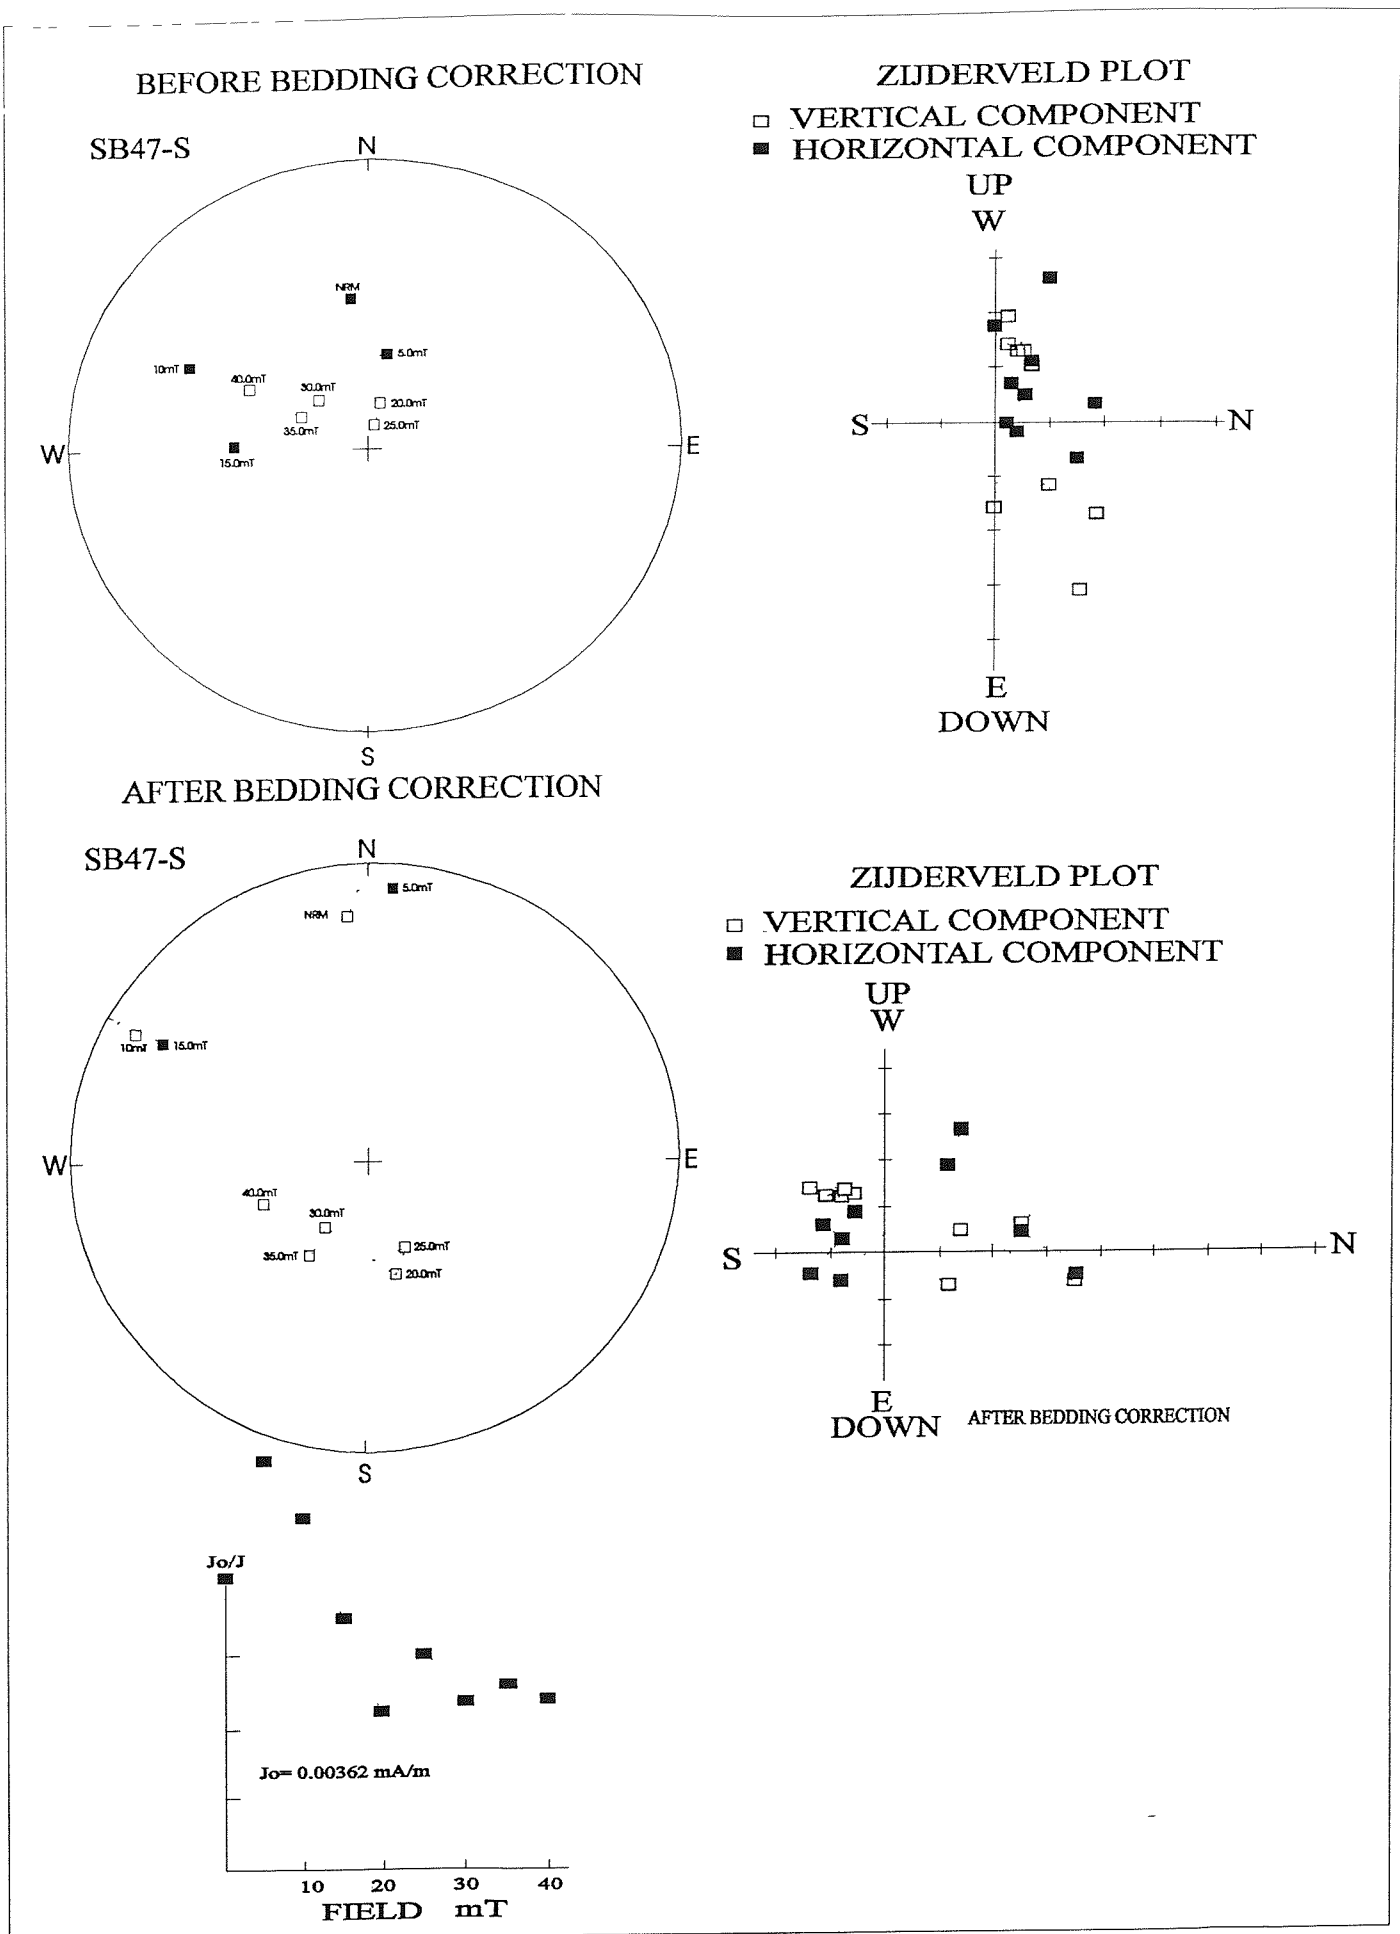 BEFORE BEDDING CORRECTION
SB47-S
N
NRM
5.0mT
10mT
40.0mT
30.0mT
20.0mT
35.0mT
25.0mT
15.0mT
W
E
S
ZIJDERVELD PLOT
VERTICAL COMPONENT
HORIZONTAL COMPONENT
UP
W
S
N
E
DOWN
AFTER BEDDING CORRECTION
SB47-S
N
5.0mT
NRM
10mT
15.0mT
W
E
40.0mT
30.0mT
35.0mT
25.0mT
20.0mT
S
ZIJDERVELD PLOT
VERTICAL COMPONENT
HORIZONTAL COMPONENT
UP
W
S
N
E
DOWN
AFTER BEDDING CORRECTION
Jo/J
Jo= 0.00362 mA/m
10 20 30 40
FIELD mT